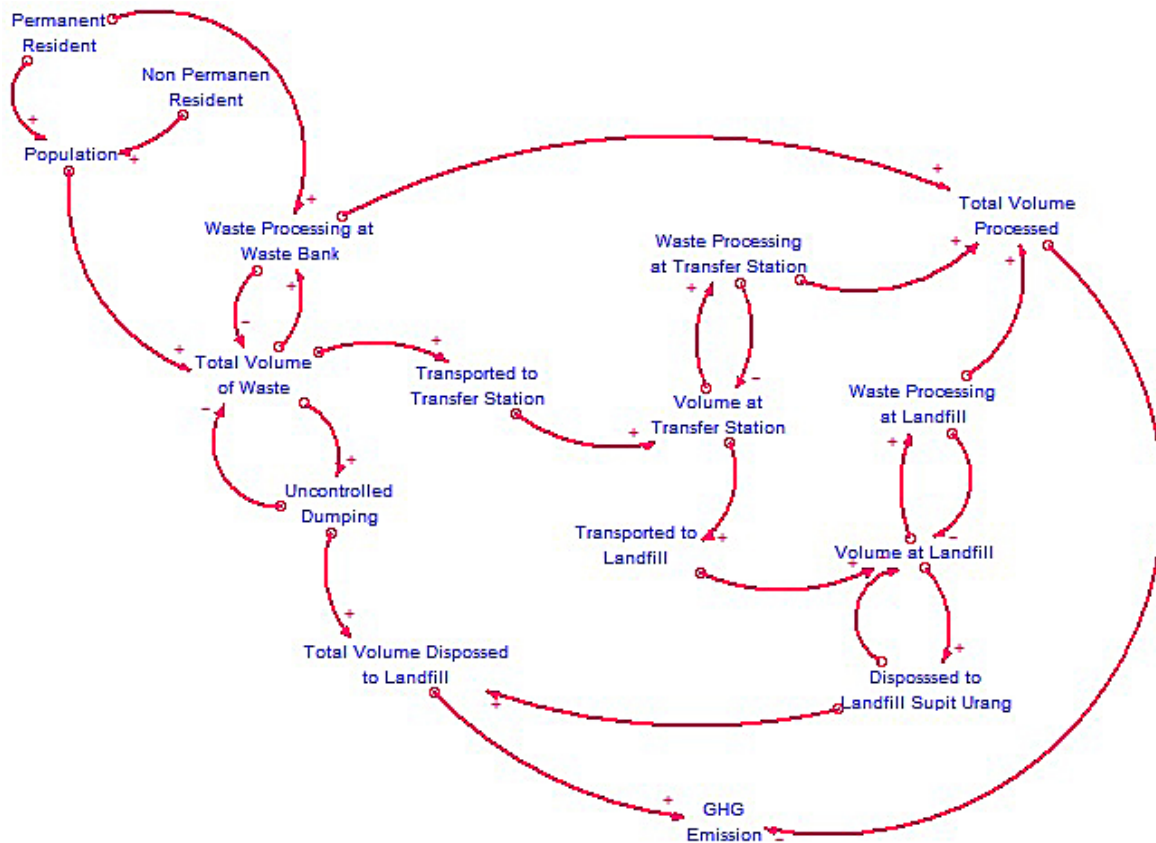 Permanent
Resident
Non Permanen
Resident
Population
Waste Processing at
Waste Bank
Total Volume
Processed
Waste Processing
at Transfer Station
Total Volume
of Waste
Transported to
Transfer Station
Volume at
Transfer Station
Waste Processing
at Landfill
Uncontrolled
Dumping
Transported to
Landfill
Volume at Landfill
Total Volume Dispossed
to Landfill
Disposssed to
Landfill Supit Urang
GHG
Emission